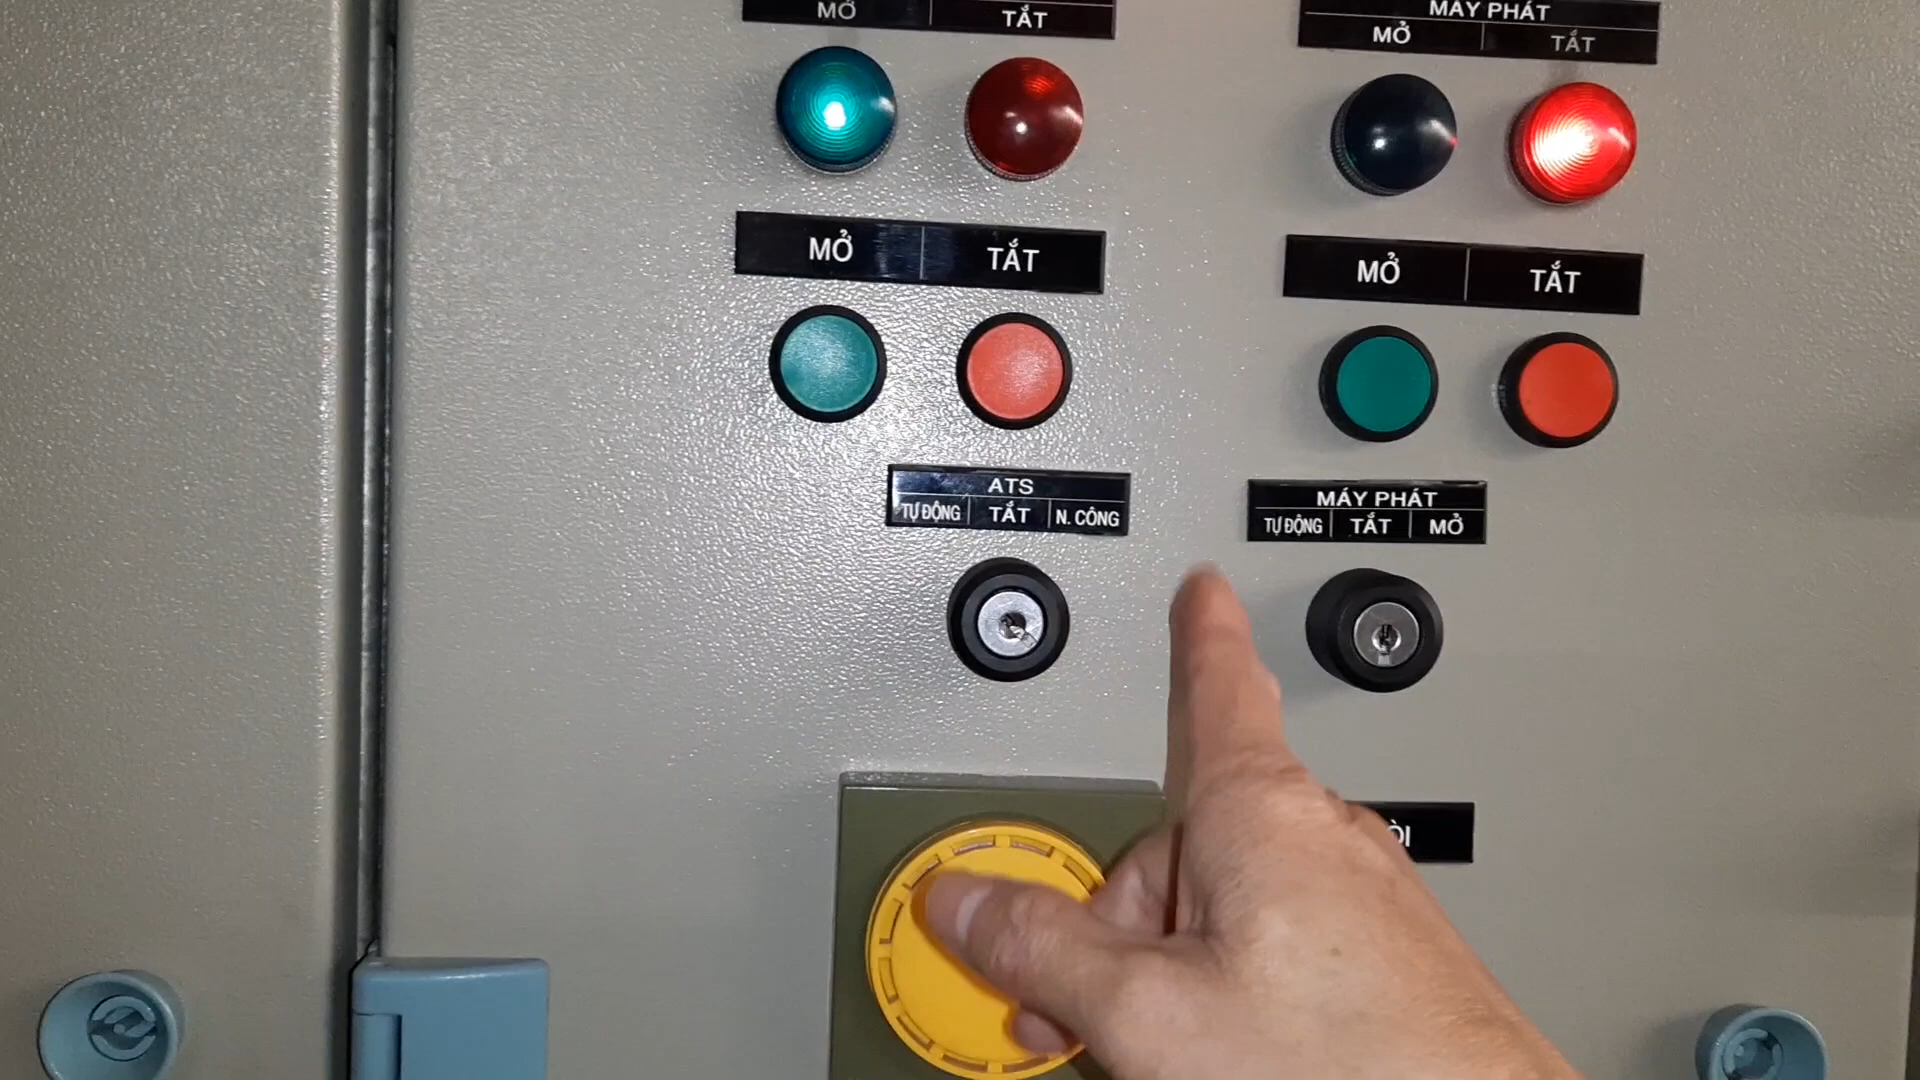 MỞ TẮT
MÁY PHÁT
MỞ TẮT
MỞ TẮT
MỞ TẮT
ATS
TỰ ĐỘNG TẮT N. CÔNG
MÁY PHÁT
TỰ ĐỘNG TẮT MỞ